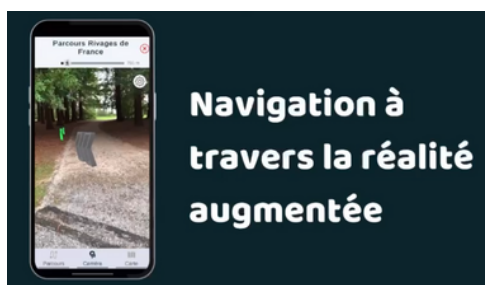 Parcours Rivages de
France
Navigation à
travers la réalité
augmentée
Parcours
Caméra
Carte